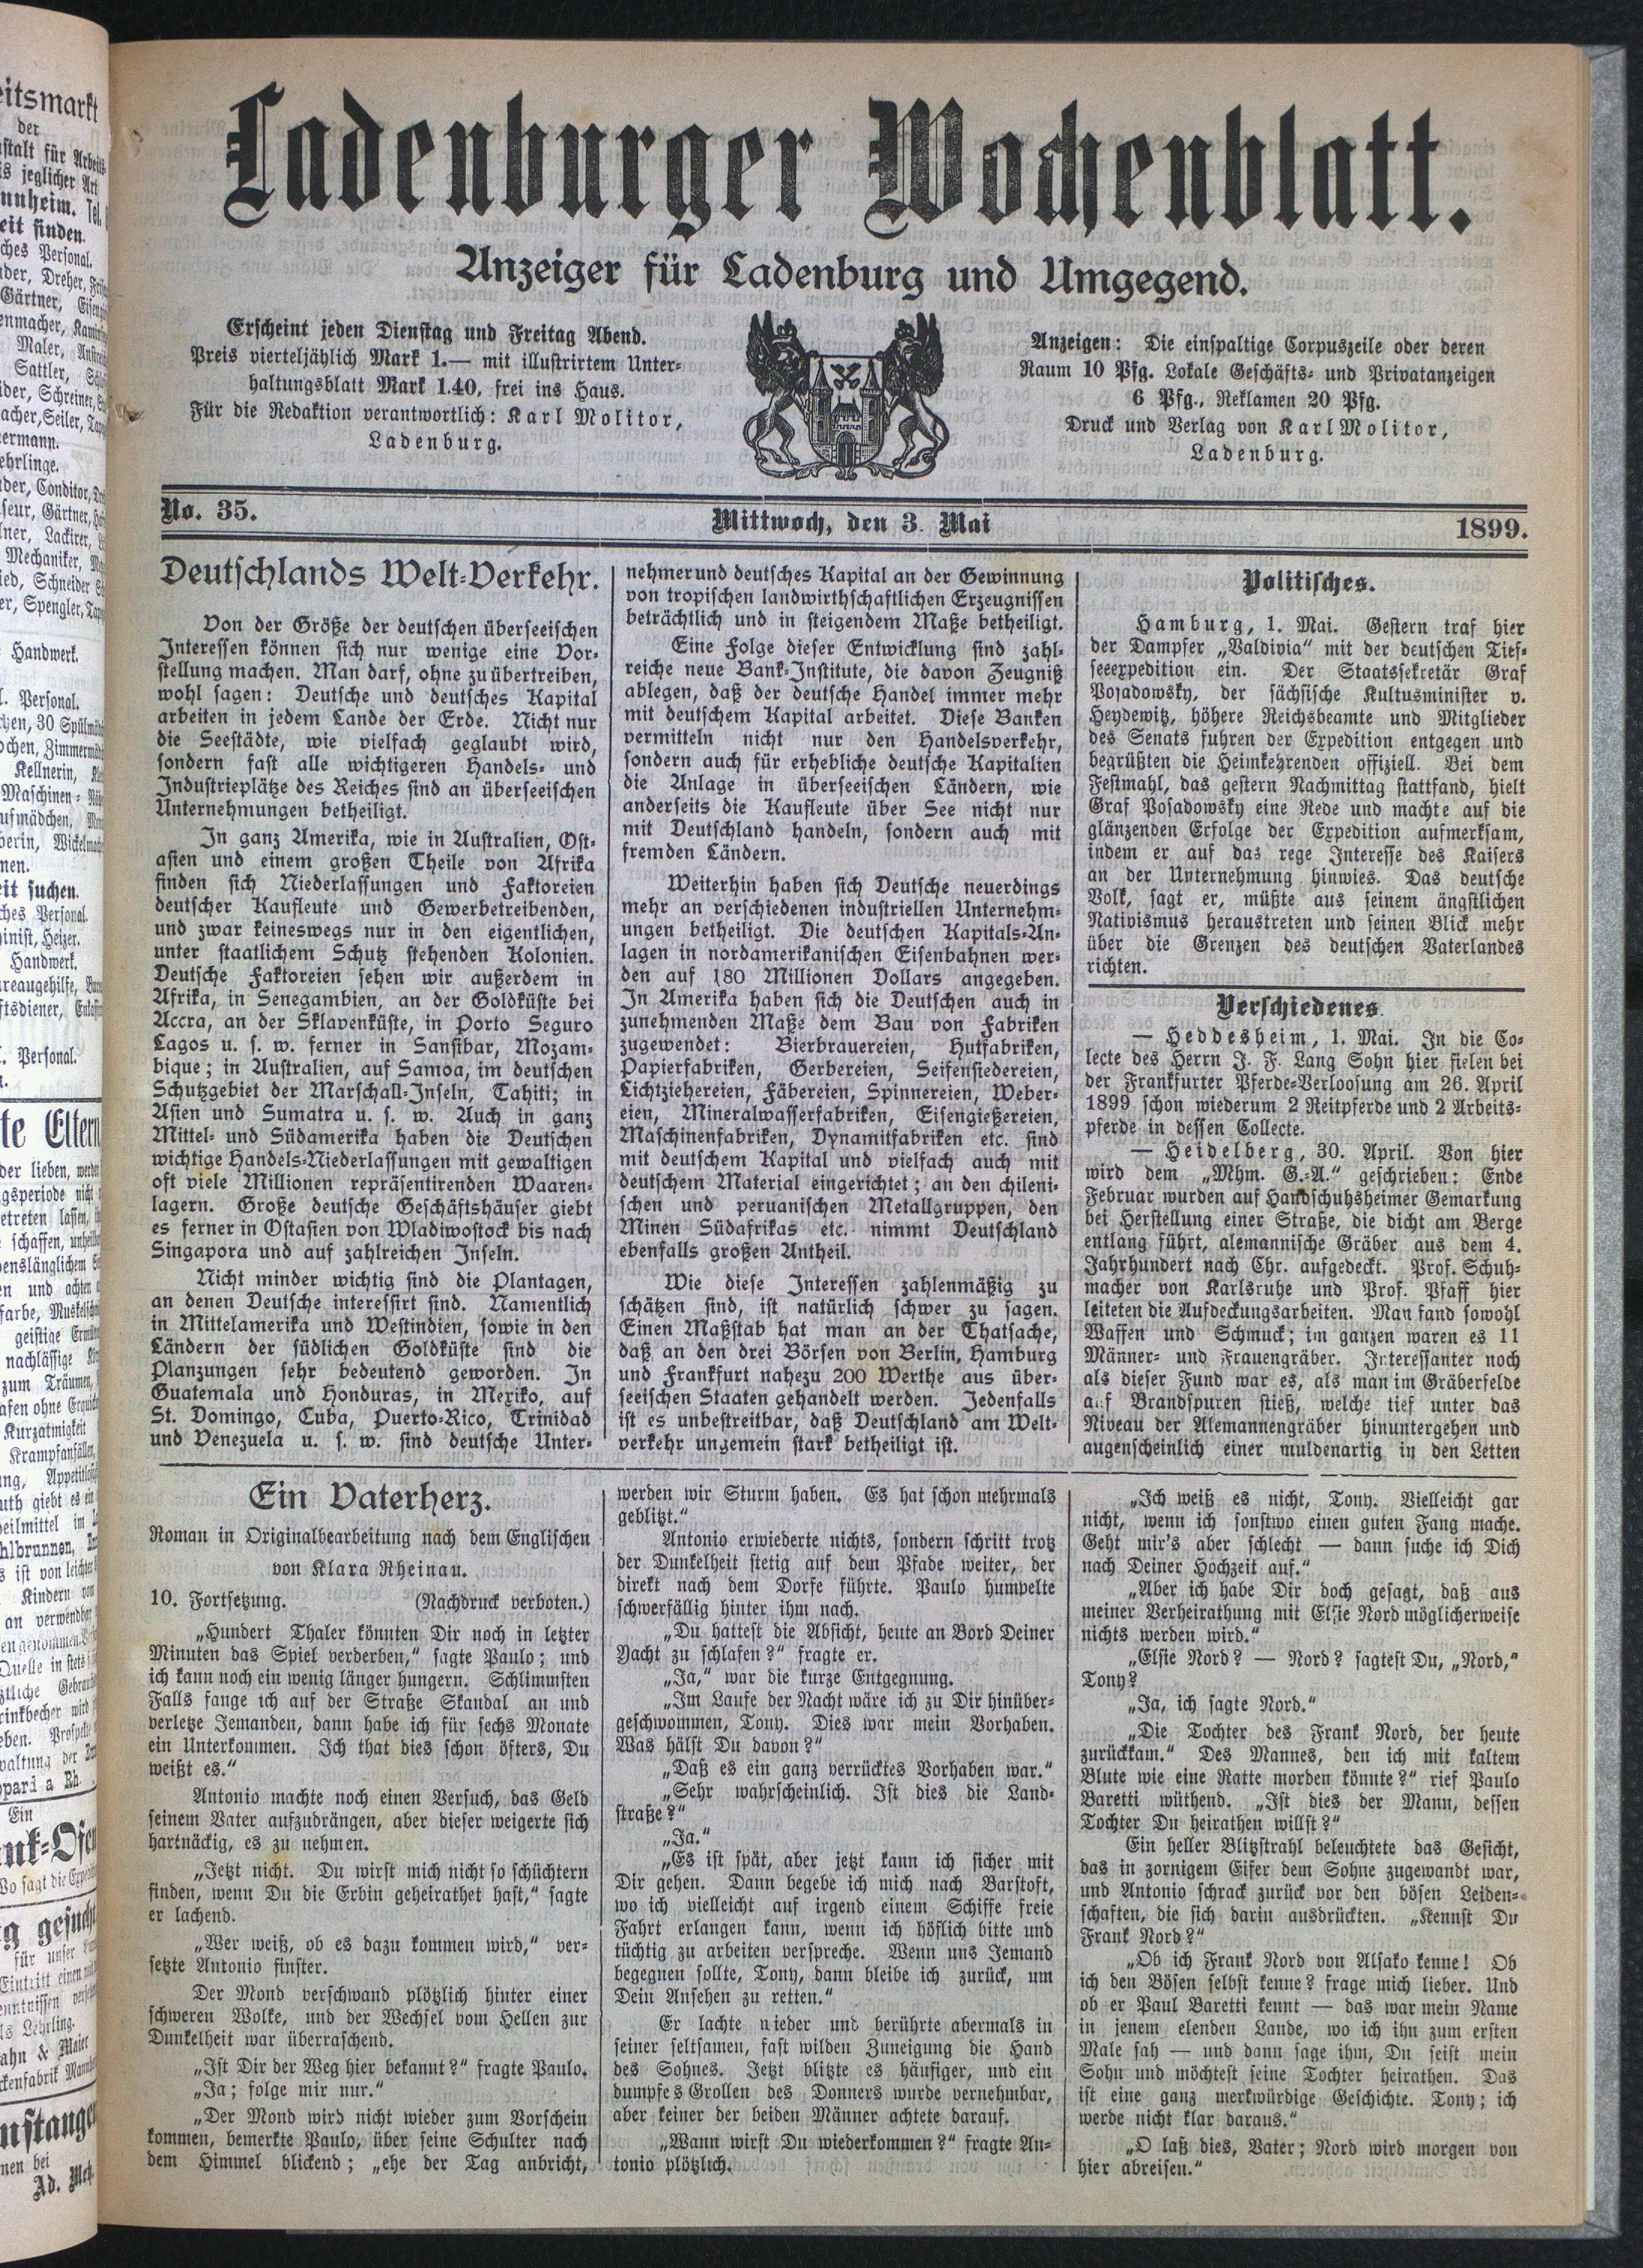 Ladenburger Wochenblatt.
Anzeiger für Ladenburg und Umgegend.
Erscheint jeden Dienstag und Freitag Abend.
Preis vierteljählich Mark 1.— mit illustrirtem Unter-
haltungsblatt Mark 1.40, frei ins Haus.
Für die Redaktion verantwortlich: Karl Molitor,
Ladenburg.
Anzeigen: Die einspaltige Corpuszeile oder deren
Raum 10 Pfg. Lokale Geschäfts- und Privatanzeigen
6 Pfg., Reklamen 20 Pfg.
Druck und Verlag von Karl Molitor,
Ladenburg.
No. 35.
Mittwoch, den 3. Mai
1899.
Deutschlands Welt-Verkehr.
Von der Größe der deutschen überseeischen
Interessen können sich nur wenige eine Vor-
stellung machen. Man darf, ohne zu übertreiben,
wohl sagen: Deutsche und deutsches Kapital
arbeiten in jedem Lande der Erde. Nicht nur
die Seestädte, wie vielfach geglaubt wird,
sondern fast alle wichtigeren Handels- und
Industrieplätze des Reiches sind an überseeischen
Unternehmungen betheiligt.
In ganz Amerika, wie in Australien, Ost-
asien und einem großen Theile von Afrika
finden sich Niederlassungen und Faktoreien
deutscher Kaufleute und Gewerbetreibenden,
und zwar keineswegs nur in den eigentlichen,
unter staatlichem Schutz stehenden Kolonien.
Deutsche Faktoreien sehen wir außerdem in
Afrika, in Senegambien, an der Goldküste bei
Accra, an der Sklavenküste, in Porto Seguro
Lagos u. s. w. ferner in Sansibar, Mozam-
bique; in Australien, auf Samoa, im deutschen
Schutzgebiet der Marschall-Inseln, Tahiti; in
Asien und Sumatra u. s. w. Auch in ganz
Mittel- und Südamerika haben die Deutschen
wichtige Handels-Niederlassungen mit gewaltigen
oft viele Millionen repräsentirenden Waaren-
lagern. Große deutsche Geschäftshäuser giebt
es ferner in Ostasien von Wladiwostock bis nach
Singapora und auf zahlreichen Inseln.
Nicht minder wichtig sind die Plantagen,
an denen Deutsche interessirt sind. Namentlich
in Mittelamerika und Westindien, sowie in den
Ländern der südlichen Goldküste sind die
Planzungen sehr bedeutend geworden. In
Guatemala und Honduras, in Mexiko, auf
St. Domingo, Cuba, Puerto-Rico, Trinidad
und Venezuela u. s. w. sind deutsche Unter-
nehmer und deutsches Kapital an der Gewinnung
von tropischen landwirthschaftlichen Erzeugnissen
beträchtlich und in steigendem Maße betheiligt.
Eine Folge dieser Entwicklung sind zahl-
reiche neue Bank-Institute, die davon Zeugniß
ablegen, daß der deutsche Handel immer mehr
mit deutschem Kapital arbeitet. Diese Banken
vermitteln nicht nur den Handelsverkehr,
sondern auch für erhebliche deutsche Kapitalien
die Anlage in überseeischen Ländern, wie
anderseits die Kaufleute über See nicht nur
mit Deutschland handeln, sondern auch mit
fremden Ländern.
Weiterhin haben sich Deutsche neuerdings
mehr an verschiedenen industriellen Unternehm-
ungen betheiligt. Die deutschen Kapitals-An-
lagen in nordamerikanischen Eisenbahnen wer-
den auf 180 Millionen Dollars angegeben.
In Amerika haben sich die Deutschen auch in
zunehmenden Maße dem Bau von Fabriken
zugewendet: Bierbrauereien, Hutfabriken,
Papierfabriken, Gerbereien, Seifensiedereien,
Lichtziehereien, Fäbereien, Spinnereien, Weber-
eien, Mineralwasserfabriken, Eisengießereien,
Maschinenfabriken, Dynamitfabriken etc. sind
mit deutschem Kapital und vielfach auch mit
deutschem Material eingerichtet; an den chileni-
schen und peruanischen Metallgruppen, den
Minen Südafrikas etc. nimmt Deutschland
ebenfalls großen Antheil.
Wie diese Interessen zahlenmäßig zu
schätzen sind, ist natürlich schwer zu sagen.
Einen Maßstab hat man an der Thatsache,
daß an den drei Börsen von Berlin, Hamburg
und Frankfurt nahezu 200 Werthe aus über-
seeischen Staaten gehandelt werden. Jedenfalls
ist es unbestreitbar, daß Deutschland am Welt-
verkehr ungemein stark betheiligt ist.
Politisches.
Hamburg, 1. Mai. Gestern traf hier
der Dampfer „Valdivia“ mit der deutschen Tief-
seeexpedition ein. Der Staatssekretär Graf
Posadowsky, der sächsische Kultusminister v.
Heydewitz, höhere Reichsbeamte und Mitglieder
des Senats fuhren der Expedition entgegen und
begrüßten die Heimkehrenden offiziell. Bei dem
Festmahl, das gestern Nachmittag stattfand, hielt
Graf Posadowsky eine Rede und machte auf die
glänzenden Erfolge der Expedition aufmerksam,
indem er auf das rege Interesse des Kaisers
an der Unternehmung hinwies. Das deutsche
Volk, sagt er, müßte aus seinem ängstlichen
Nativismus heraustreten und seinen Blick mehr
über die Grenzen des deutschen Vaterlandes
richten.
Verschiedenes.
— Heddesheim, 1. Mai. In die Co-
lecte des Herrn J. F. Lang Sohn hier fielen bei
der Frankfurter Pferde-Verloosung am 26. April
1899 schon wiederum 2 Reitpferde und 2 Arbeits-
pferde in dessen Collecte.
— Heidelberg, 30. April. Von hier
wird dem „Mhm. G.-A.“ geschrieben: Ende
Februar wurden auf Handschuhsheimer Gemarkung
bei Herstellung einer Straße, die dicht am Berge
entlang führt, alemannische Gräber aus dem 4.
Jahrhundert nach Chr. aufgedeckt. Prof. Schuh-
macher von Karlsruhe und Prof. Pfaff hier
leiteten die Aufdeckungsarbeiten. Man fand sowohl
Waffen und Schmuck; im ganzen waren es 11
Männer- und Frauengräber. Interessanter noch
als dieser Fund war es, als man im Gräberfelde
auf Brandspuren stieß, welche tief unter das
Niveau der Alemannengräber hinuntergehen und
augenscheinlich einer muldenartig in den Letten
Ein Vaterherz.
Roman in Originalbearbeitung nach dem Englischen
von Klara Rheinau.
10. Fortsetzung. (Nachdruck verboten.)
„Hundert Thaler könnten Dir noch in letzter
Minuten das Spiel verderben,“ sagte Paulo; und
ich kann noch ein wenig länger hungern. Schlimmsten
Falls fange ich auf der Straße Skandal an und
verletze Jemanden, dann habe ich für sechs Monate
ein Unterkommen. Ich that dies schon öfters, Du
weißt es.“
Antonio machte noch einen Versuch, das Geld
seinem Vater aufzudrängen, aber dieser weigerte sich
hartnäckig, es zu nehmen.
„Jetzt nicht. Du wirst mich nicht so schüchtern
finden, wenn Du die Erbin geheirathet hast,“ sagte
er lachend.
„Wer weiß, ob es dazu kommen wird,“ ver-
setzte Antonio finster.
Der Mond verschwand plötzlich hinter einer
schweren Wolke, und der Wechsel vom Hellen zur
Dunkelheit war überraschend.
„Ist Dir der Weg hier bekannt?“ fragte Paulo.
„Ja; folge mir nur.“
„Der Mond wird nicht wieder zum Vorschein
kommen, bemerkte Paulo, über seine Schulter nach
dem Himmel blickend; „ehe der Tag anbricht,
werden wir Sturm haben. Es hat schon mehrmals
geblitzt.“
Antonio erwiederte nichts, sondern schritt trotz
der Dunkelheit stetig auf dem Pfade weiter, der
direkt nach dem Dorfe führte. Paulo humpelte
schwerfällig hinter ihm nach.
„Du hattest die Absicht, heute an Bord Deiner
Yacht zu schlafen?“ fragte er.
„Ja,“ war die kurze Entgegnung.
„Im Laufe der Nacht wäre ich zu Dir hinüber-
geschwommen, Tony. Dies war mein Vorhaben.
Was hälst Du davon?“
„Daß es ein ganz verrücktes Vorhaben war.“
„Sehr wahrscheinlich. Ist dies die Land-
straße?“
„Ja.“
„Es ist spät, aber jetzt kann ich sicher mit
Dir gehen. Dann begebe ich mich nach Barstoft,
wo ich vielleicht auf irgend einem Schiffe freie
Fahrt erlangen kann, wenn ich höflich bitte und
tüchtig zu arbeiten verspreche. Wenn uns Jemand
begegnen sollte, Tony, dann bleibe ich zurück, um
Dein Ansehen zu retten.“
Er lachte wieder und berührte abermals in
seiner seltsamen, fast wilden Zuneigung die Hand
des Sohnes. Jetzt blitzte es häufiger, und ein
dumpfes Grollen des Donners wurde vernehmbar,
aber keiner der beiden Männer achtete darauf.
„Wann wirst Du wiederkommen?“ fragte An-
tonio plötzlich.
„Ich weiß es nicht, Tony. Vielleicht gar
nicht, wenn ich sonstwo einen guten Fang mache.
Geht mir's aber schlecht — dann suche ich Dich
nach Deiner Hochzeit auf.“
„Aber ich habe Dir doch gesagt, daß aus
meiner Verheirathung mit Elsie Nord möglicherweise
nichts werden wird.“
„Elsie Nord? — Nord? sagtest Du, „Nord,“
Tony?
„Ja, ich sagte Nord.“
„Die Tochter des Frank Nord, der heute
zurückkam.“ Des Mannes, den ich mit kaltem
Blute wie eine Ratte morden könnte?“ rief Paulo
Baretti wüthend. „Ist dies der Mann, dessen
Tochter Du heirathen willst?“
Ein heller Blitzstrahl beleuchtete das Gesicht,
das in zornigem Eifer dem Sohne zugewandt war,
und Antonio schrack zurück vor den bösen Leiden-
schaften, die sich darin ausdrückten. „Kennst Du
Frank Nord?“
„Ob ich Frank Nord von Alsako kenne! Ob
ich den Bösen selbst kenne? frage mich lieber. Und
ob er Paul Baretti kennt — das war mein Name
in jenem elenden Lande, wo ich ihn zum ersten
Male sah — und dann sage ihm, Du seist mein
Sohn und möchtest seine Tochter heirathen. Das
ist eine ganz merkwürdige Geschichte. Tony; ich
werde nicht klar daraus.“
„O laß dies, Vater; Nord wird morgen von
hier abreisen.“